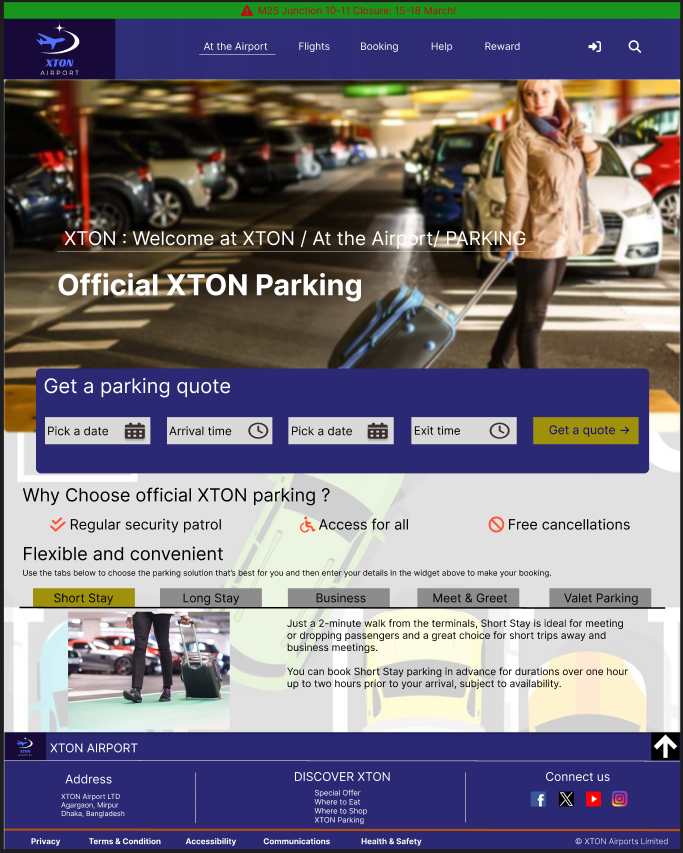 M25 Junction 10-11 Closure: 15-18 March!
XTON
AIRPORT
At the Airport
Flights
Booking
Help
Reward
XTON : Welcome at XTON / At the Airport/ PARKING
Official XTON Parking
Get a parking quote
Pick a date
Arrival time
Pick a date
Exit time
Get a quote →
Why Choose official XTON parking ?
Regular security patrol
Access for all
Free cancellations
Flexible and convenient
Use the tabs below to choose the parking solution that's best for you and then enter your details in the widget above to make your booking.
Short Stay
Long Stay
Business
Meet & Greet
Valet Parking
Just a 2-minute walk from the terminals, Short Stay is ideal for meeting
or dropping passengers and a great choice for short trips away and
business meetings.
You can book Short Stay parking in advance for durations over one hour
up to two hours prior to your arrival, subject to availability.
XTON
XTON AIRPORT
Address
XTON Airport LTD
Agargaon, Mirpur
Dhaka, Bangladesh
DISCOVER XTON
Special Offer
Where to Eat
Where to Shop
XTON Parking
Connect us
Privacy
Terms & Condition
Accessibility
Communications
Health & Safety
© XTON Airports Limited